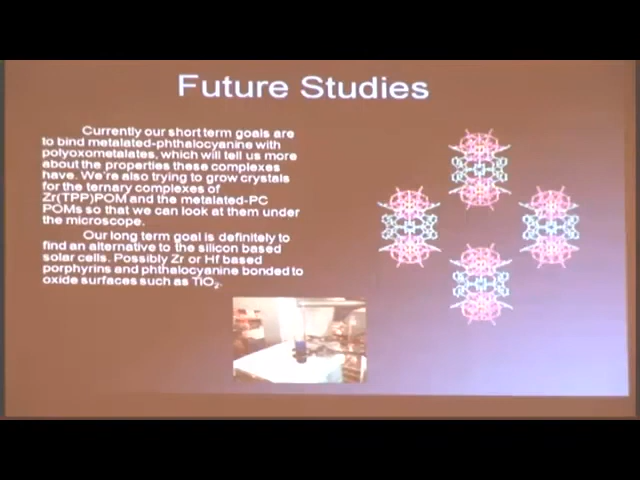 Future Studies
Currently our short term goals are
to bind metalated-phthalocyanine with
polyoxometalates, which will tell us more
about the properties these complexes
have. We're also trying to grow crystals
for the ternary complexes of
Zr(TPP)POM and the metalated-PC
POMs so that we can look at them under
the microscope.
Our long term goal is definitely to
find an alternative to the silicon based
solar cells. Possibly Zr or Hf based
porphyrins and phthalocyanine bonded to
oxide surfaces such as TiO₂.